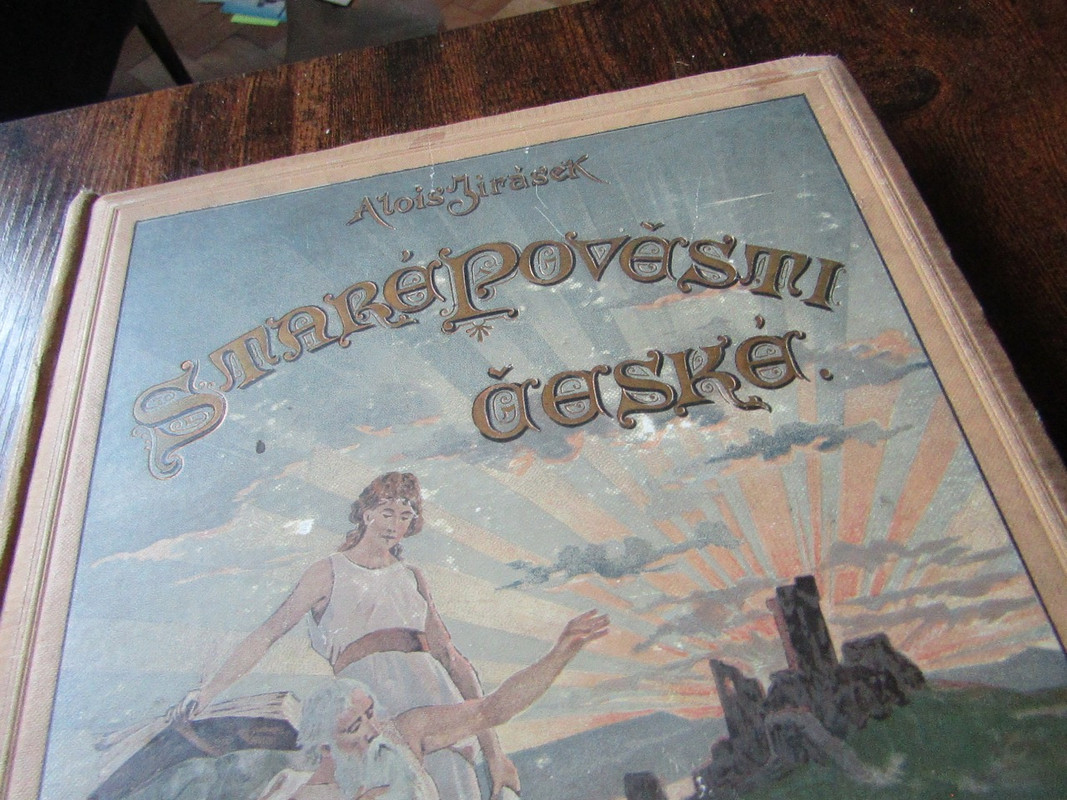 Alois Jirásek
Staré Pověsti
České.